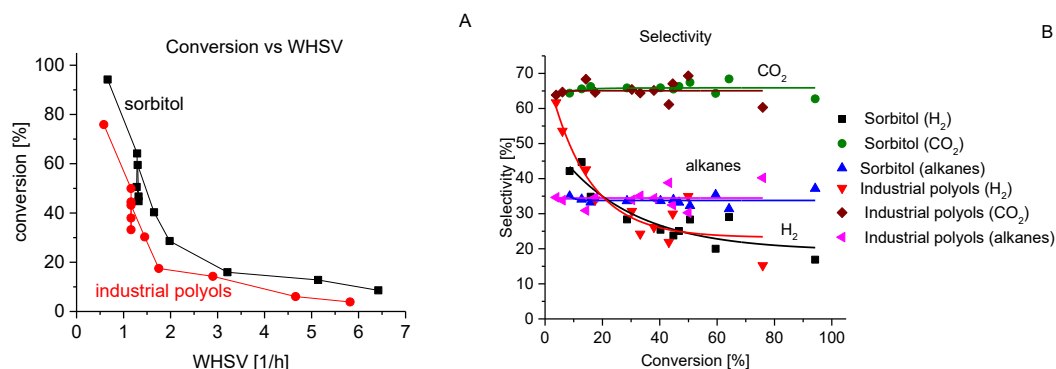 A
Conversion vs WHSV
100
80
60
40
20
0
conversion [%]
sorbitol
industrial polyols
0 1 2 3 4 5 6 7
WHSV [1/h]
B
Selectivity
70
60
50
40
30
20
10
0
Selectivity [%]
CO₂
alkanes
H₂
0 20 40 60 80 100
Conversion [%]
Sorbitol (H₂)
Sorbitol (CO₂)
Sorbitol (alkanes)
Industrial polyols (H₂)
Industrial polyols (CO₂)
Industrial polyols (alkanes)